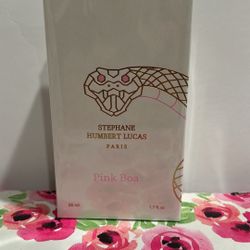 STEPHANE
HUMBERT LUCAS
PARIS
Pink Boa
50 ml 1.7 fl.oz